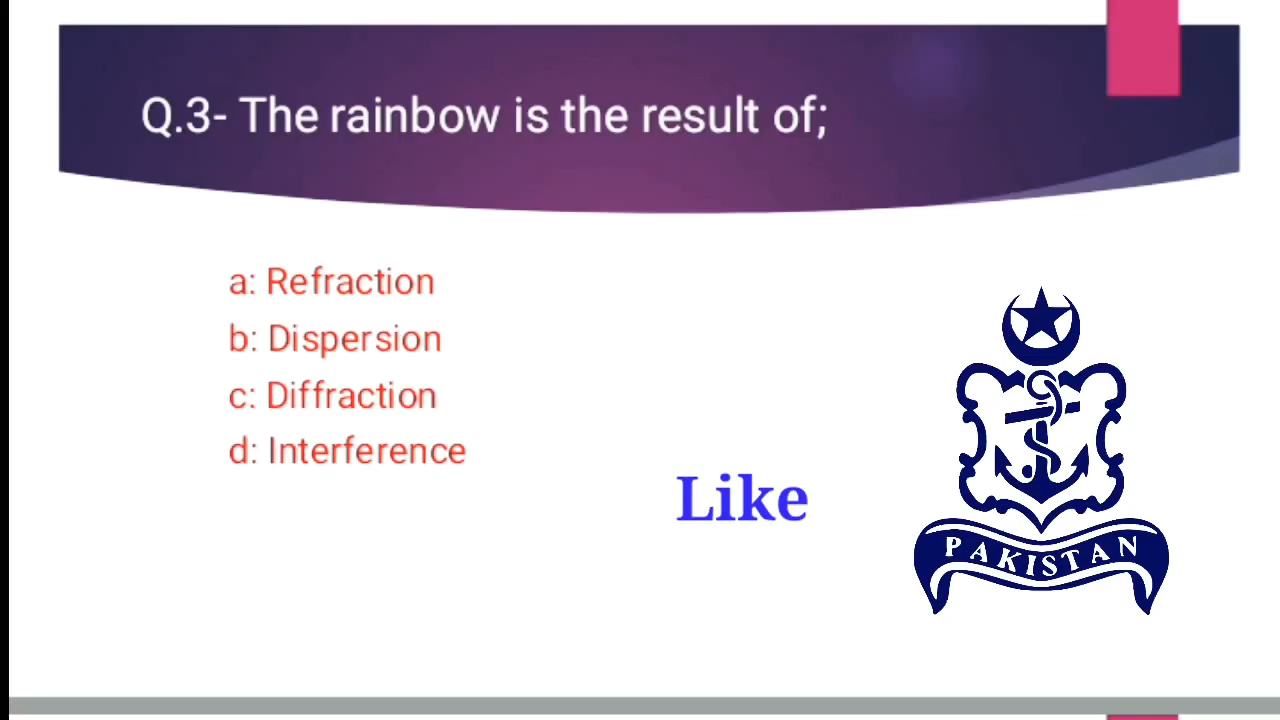 Q.3- The rainbow is the result of;
a: Refraction
b: Dispersion
c: Diffraction
d: Interference
Like
PAKISTAN